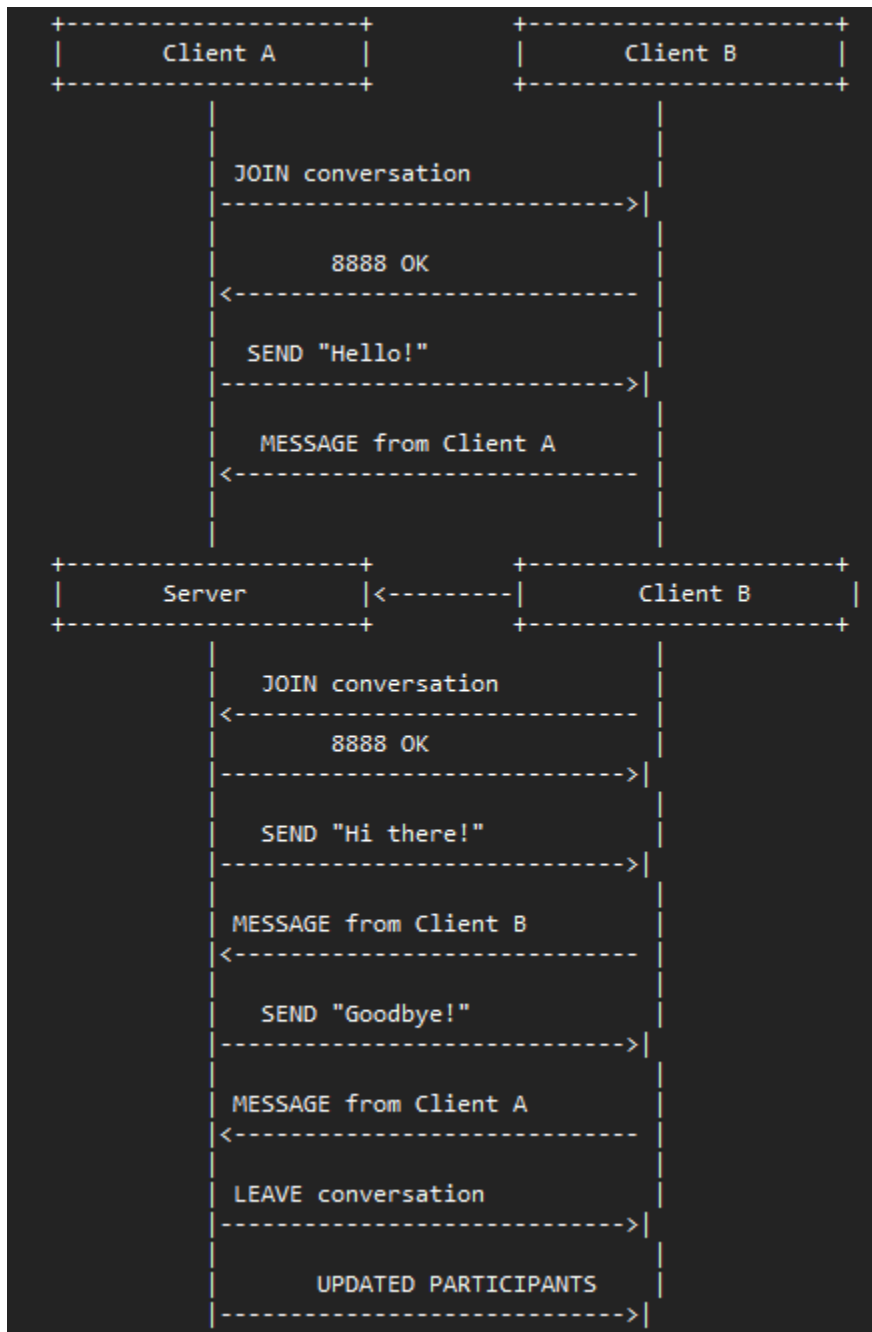 Client A Client B
JOIN conversation
8888 OK
SEND "Hello!"
MESSAGE from Client A
Server Client B
JOIN conversation
8888 OK
SEND "Hi there!"
MESSAGE from Client B
SEND "Goodbye!"
MESSAGE from Client A
LEAVE conversation
UPDATED PARTICIPANTS